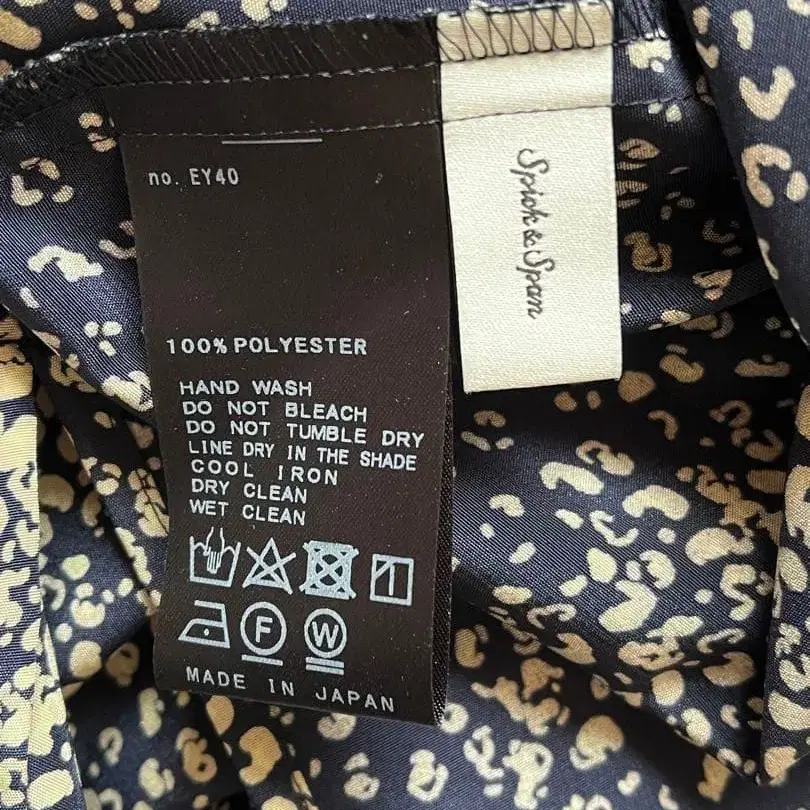 no. EY40
Spick & Span
100% POLYESTER
HAND WASH
DO NOT BLEACH
DO NOT TUMBLE DRY
LINE DRY IN THE SHADE
COOL IRON
DRY CLEAN
WET CLEAN
F W
MADE IN JAPAN